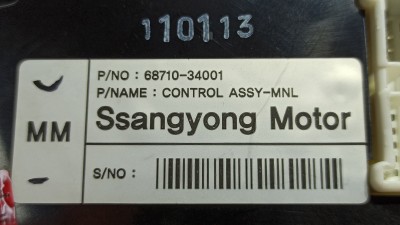 110113
P/NO : 68710-34001
P/NAME : CONTROL ASSY-MNL
MM
Ssangyong Motor
S/NO :